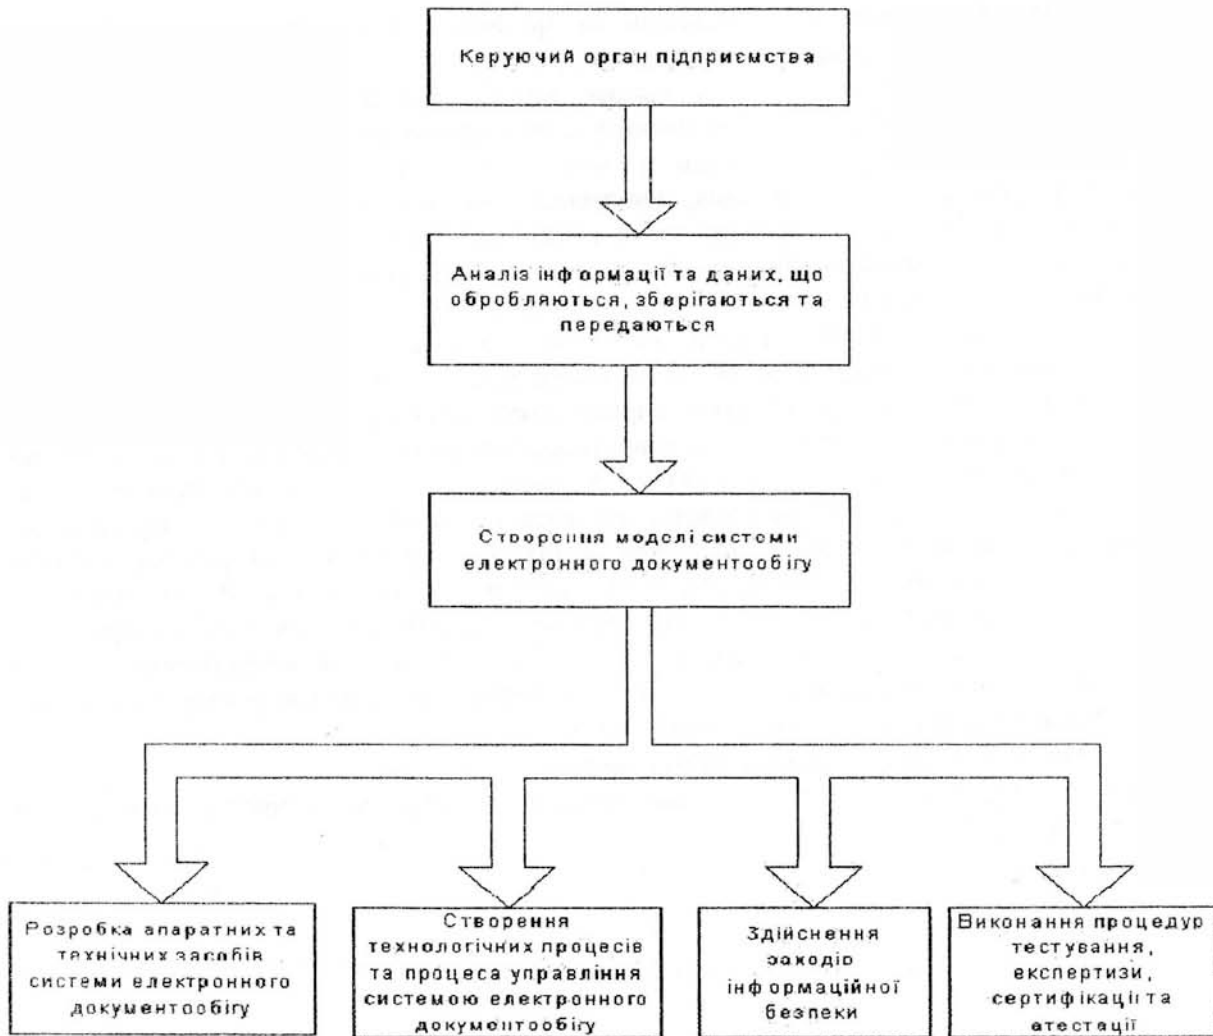 Керуючий орган підприємства
Аналіз інформації та даних, що
обробляються, зберігаються та
передаються
Створення моделі системи
електронного документообігу
Розробка апаратних та
технічних засобів
системи електронного
документообігу
Створення
технологічних процесів
та процеса управління
системою електронного
документообігу
Здійснення
заходів
інформаційної
безпеки
Виконання процедур
тестування,
експертизи,
сертифікації та
атестації